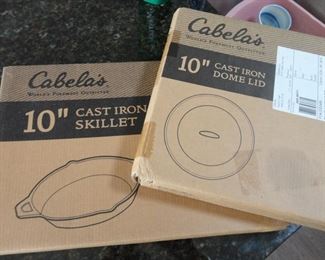 Cabela's
WORLD'S FOREMOST OUTFITTER
10" CAST IRON
SKILLET
Cabela's
WORLD'S FOREMOST OUTFITTER
10" CAST IRON
DOME LID